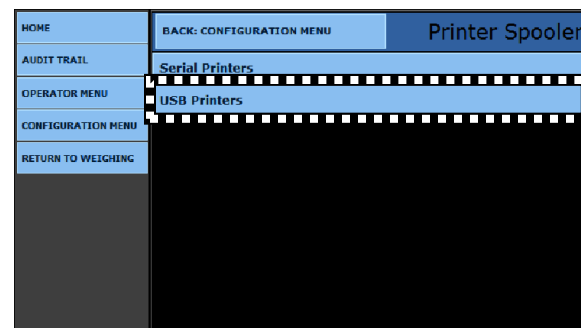 HOME
BACK: CONFIGURATION MENU
Printer Spooler
AUDIT TRAIL
Serial Printers
OPERATOR MENU
USB Printers
CONFIGURATION MENU
RETURN TO WEIGHING